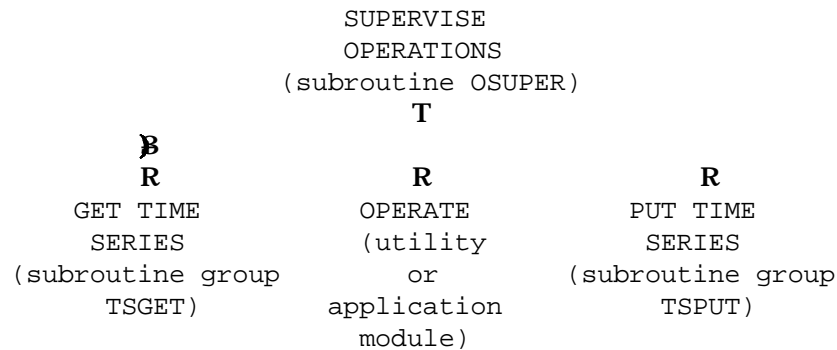 SUPERVISE
OPERATIONS
(subroutine OSUPER)
T
B
R R R
GET TIME OPERATE PUT TIME
SERIES (utility SERIES
(subroutine group or (subroutine group
TSGET) application TSPUT)
module)